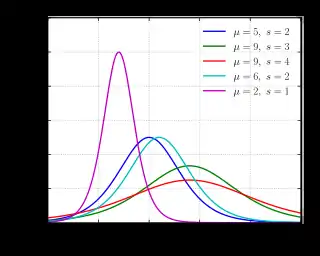 μ = 5, s = 2
μ = 9, s = 3
μ = 9, s = 4
μ = 6, s = 2
μ = 2, s = 1